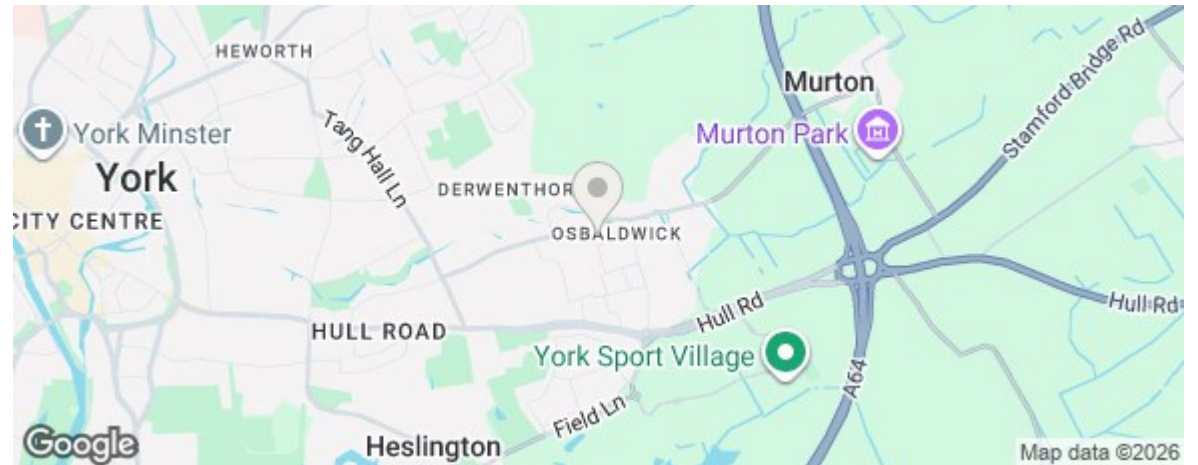 HEWORTH
Murton
Stamford Bridge Rd
York Minster
Tang Hall Ln
Murton Park
York
DERWENTHOR
CITY CENTRE
OSBALDWICK
Hull Rd
Hull Rd
HULL ROAD
York Sport Village
A64
Field Ln
Heslington
Google
Map data ©2026